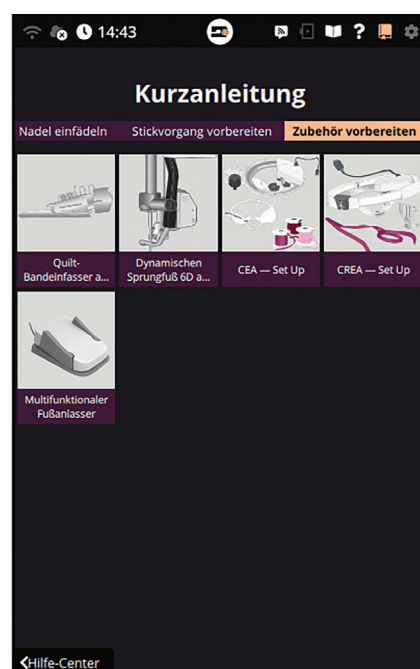 14:43
?
Kurzanleitung
Nadel einfädeln Stickvorgang vorbereiten Zubehör vorbereiten
Quilt-
Bandeinfasser a...
Dynamischen
Sprungfuß 6D a...
CEA — Set Up
CREA — Set Up
Multifunktionaler
Fußanlasser
Hilfe-Center